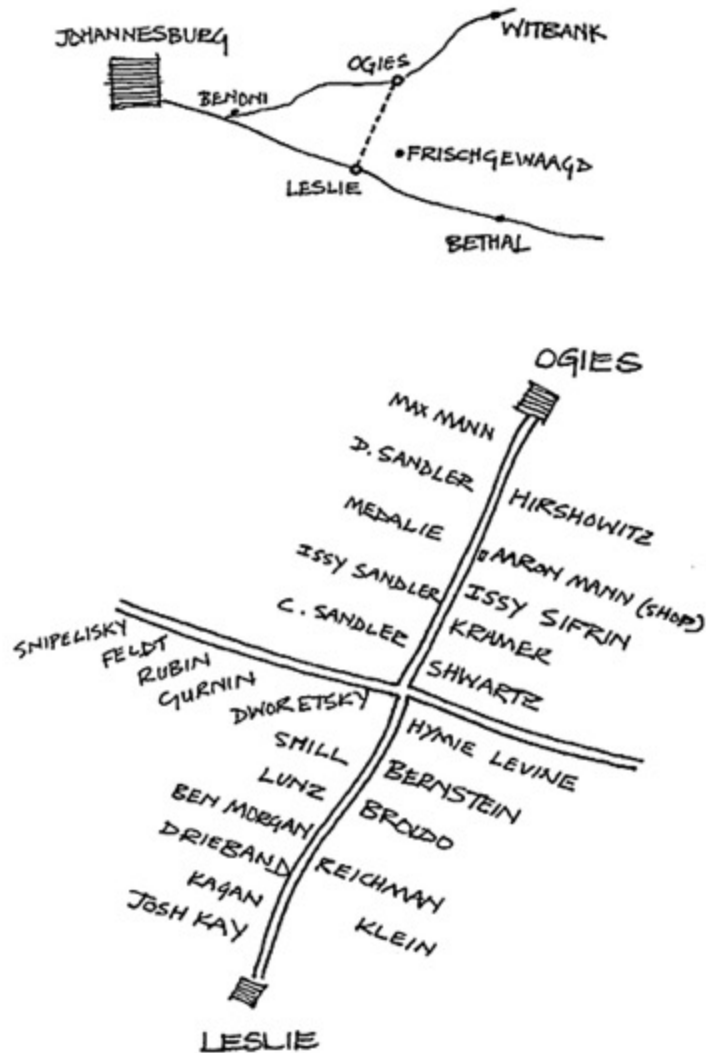 JOHANNESBURG
WITBANK
OGIES
BENONI
FRISCHGEWAAGD
LESLIE
BETHAL
OGIES
MAX MANN
D. SANDLER
HIRSHOWITZ
MEDALIE
AARON MANN (SHOP)
ISSY SANDLER
ISSY SIFRIN
C. SANDLER
KRAMER
SHWARTZ
SNIPELISKY
FELDT
RUBIN
GURNIN
DWORETSKY
HYMIE LEVINE
SMILL
BERNSTEIN
LUNZ
BROLDO
BEN MORGAN
DRIEBAND
REICHMAN
KAGAN
KLEIN
JOSH KAY
LESLIE